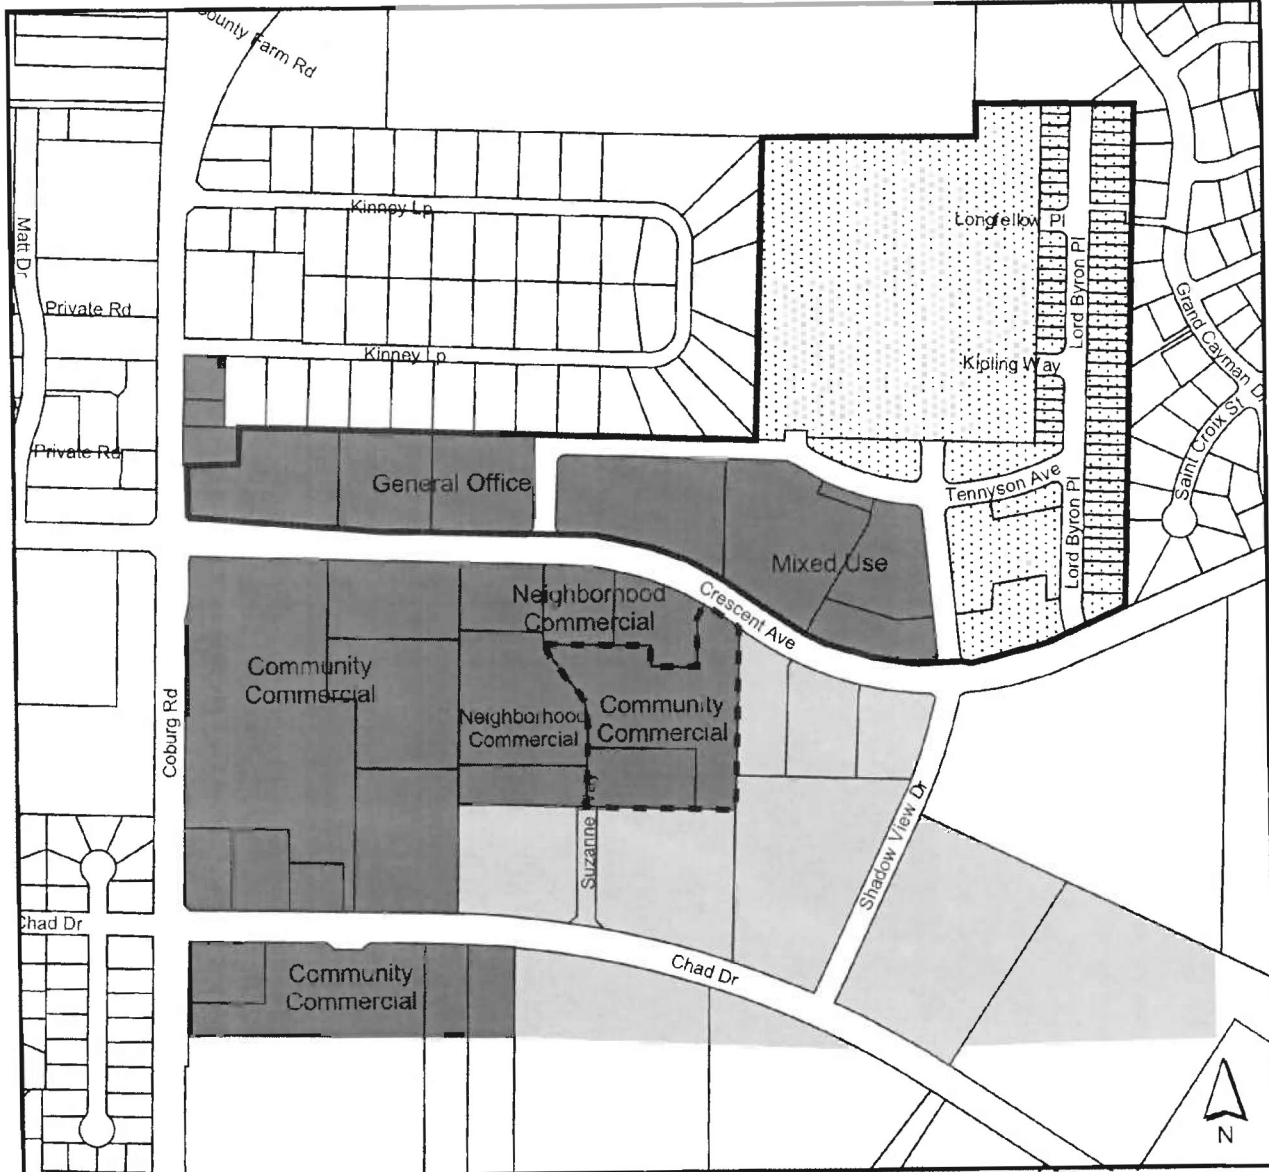 County Farm Rd
Kinney Lp
Matt Dr
Longfellow Pl
Lord Byron Pl
Private Rd
Grand Cayman Dr
Kinney Lp
Kipling Way
Saint Croix St
Private Rd
General Office
Tennyson Ave
Lord Byron Pl
Mixed Use
Neighborhood
Commercial
Crescent Ave
Community
Commercial
Coburg Rd
Neighborhood
Commercial
Community
Commercial
Suzanne Way
Shadow View Dr
Chad Dr
Chad Dr
Community
Commercial
N